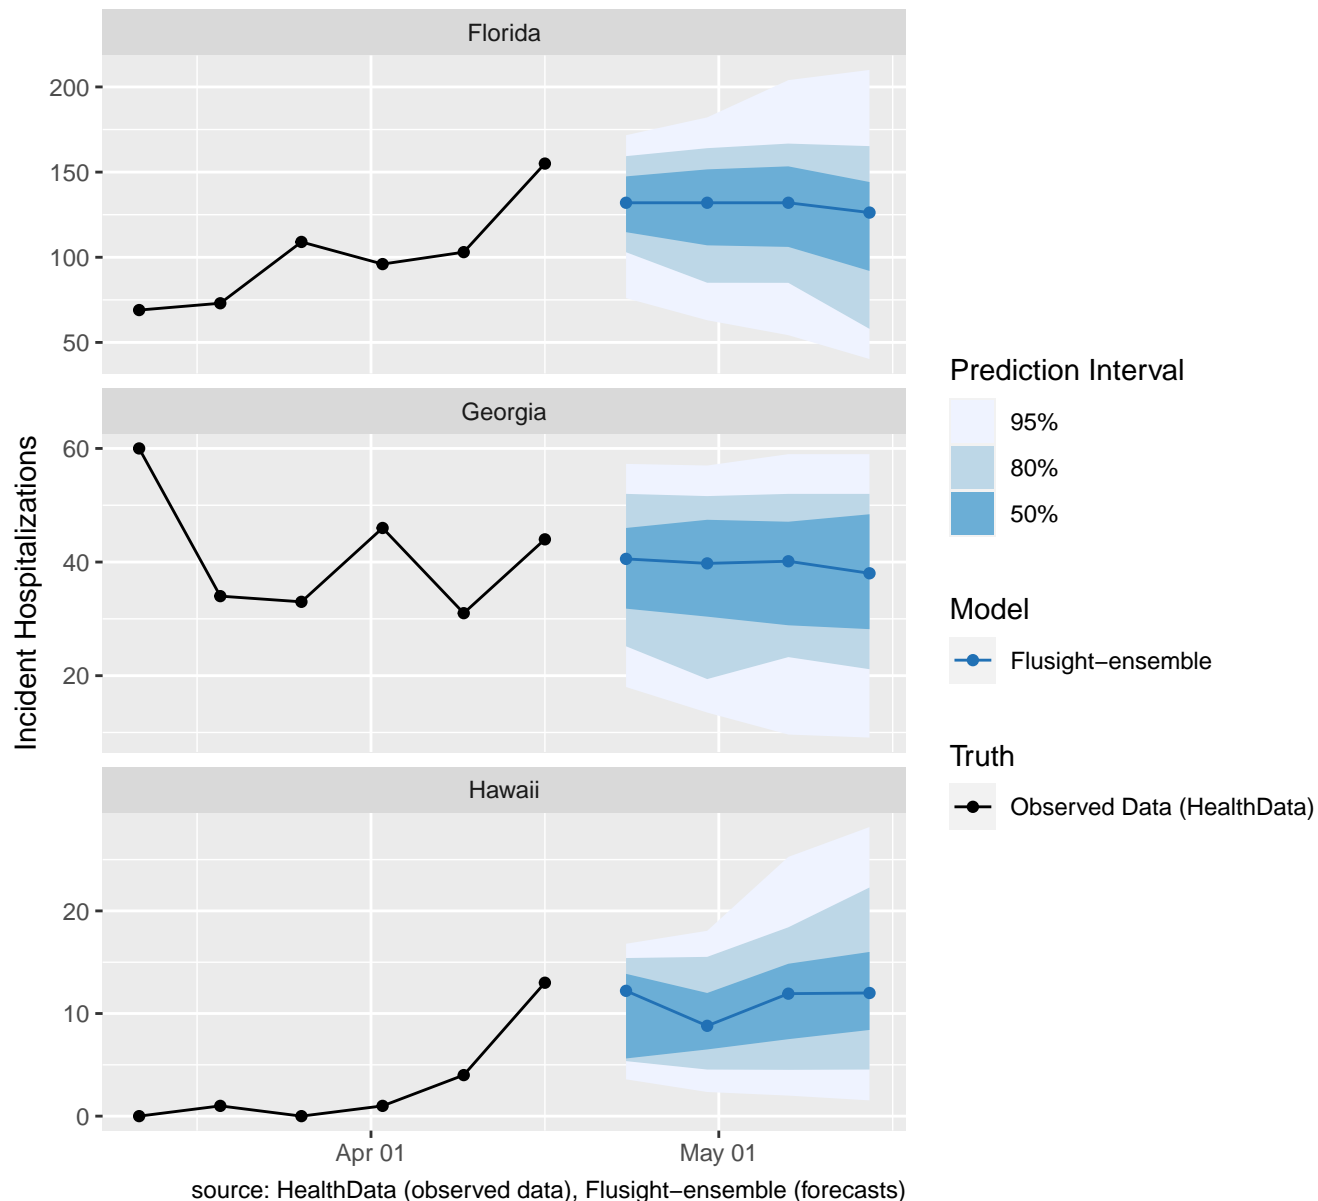 Florida
200
150
100
50
Georgia
60
40
20
Hawaii
20
10
0
Incident Hospitalizations
Apr 01
May 01
source: HealthData (observed data), Flusight−ensemble (forecasts)
Prediction Interval
95%
80%
50%
Model
Flusight−ensemble
Truth
Observed Data (HealthData)